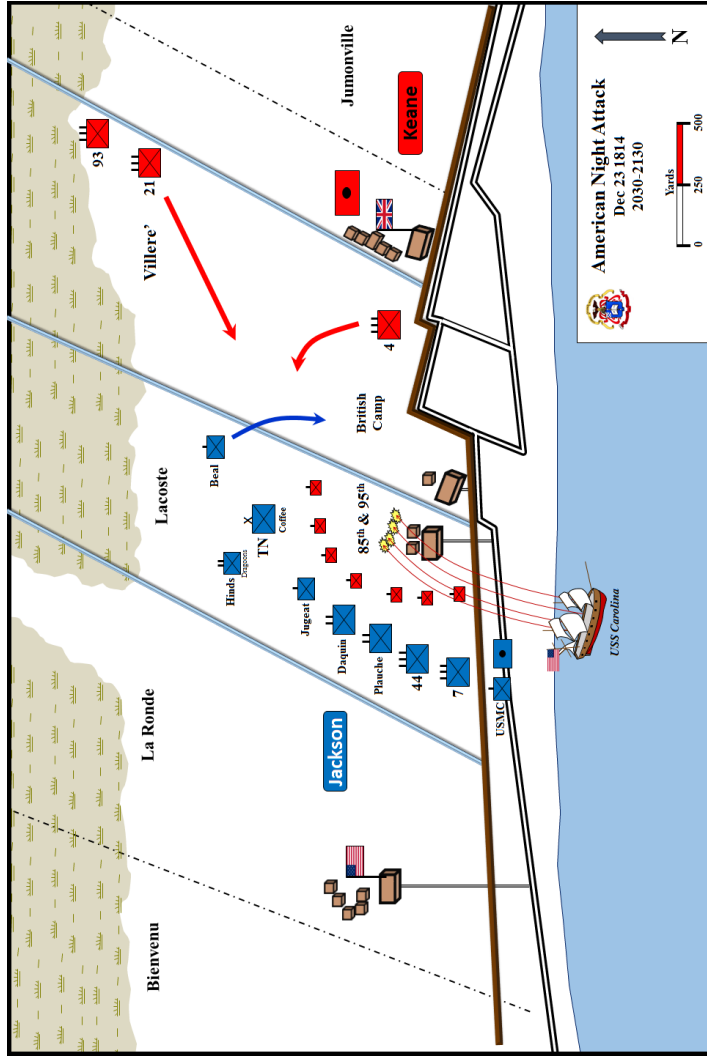 93
21
Bienvenu
La Ronde
Lacoste
Villere’
Beal
Hinds
Dragoons
TN
Coffee
Jugeat
Daquin
Jackson
Jumonville
85th & 95th
British
Camp
Plauche
4
Keane
44
7
USMC
USS Carolina
American Night Attack
Dec 23 1814
2030-2130
Yards
0 250 500
N